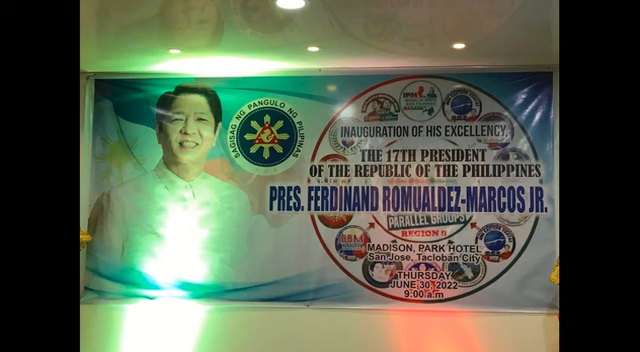 SAGISAG NG PANGULO NG PILIPINAS
INAUGURATION OF HIS EXCELLENCY,
THE 17TH PRESIDENT
OF THE REPUBLIC OF THE PHILIPPINES
PRES. FERDINAND ROMUALDEZ-MARCOS JR.
PARALLEL GROUPS
REGION 8
BBM
MADISON, PARK HOTEL
San Jose, Tacloban City
THURSDAY
JUNE 30, 2022
9:00 a.m